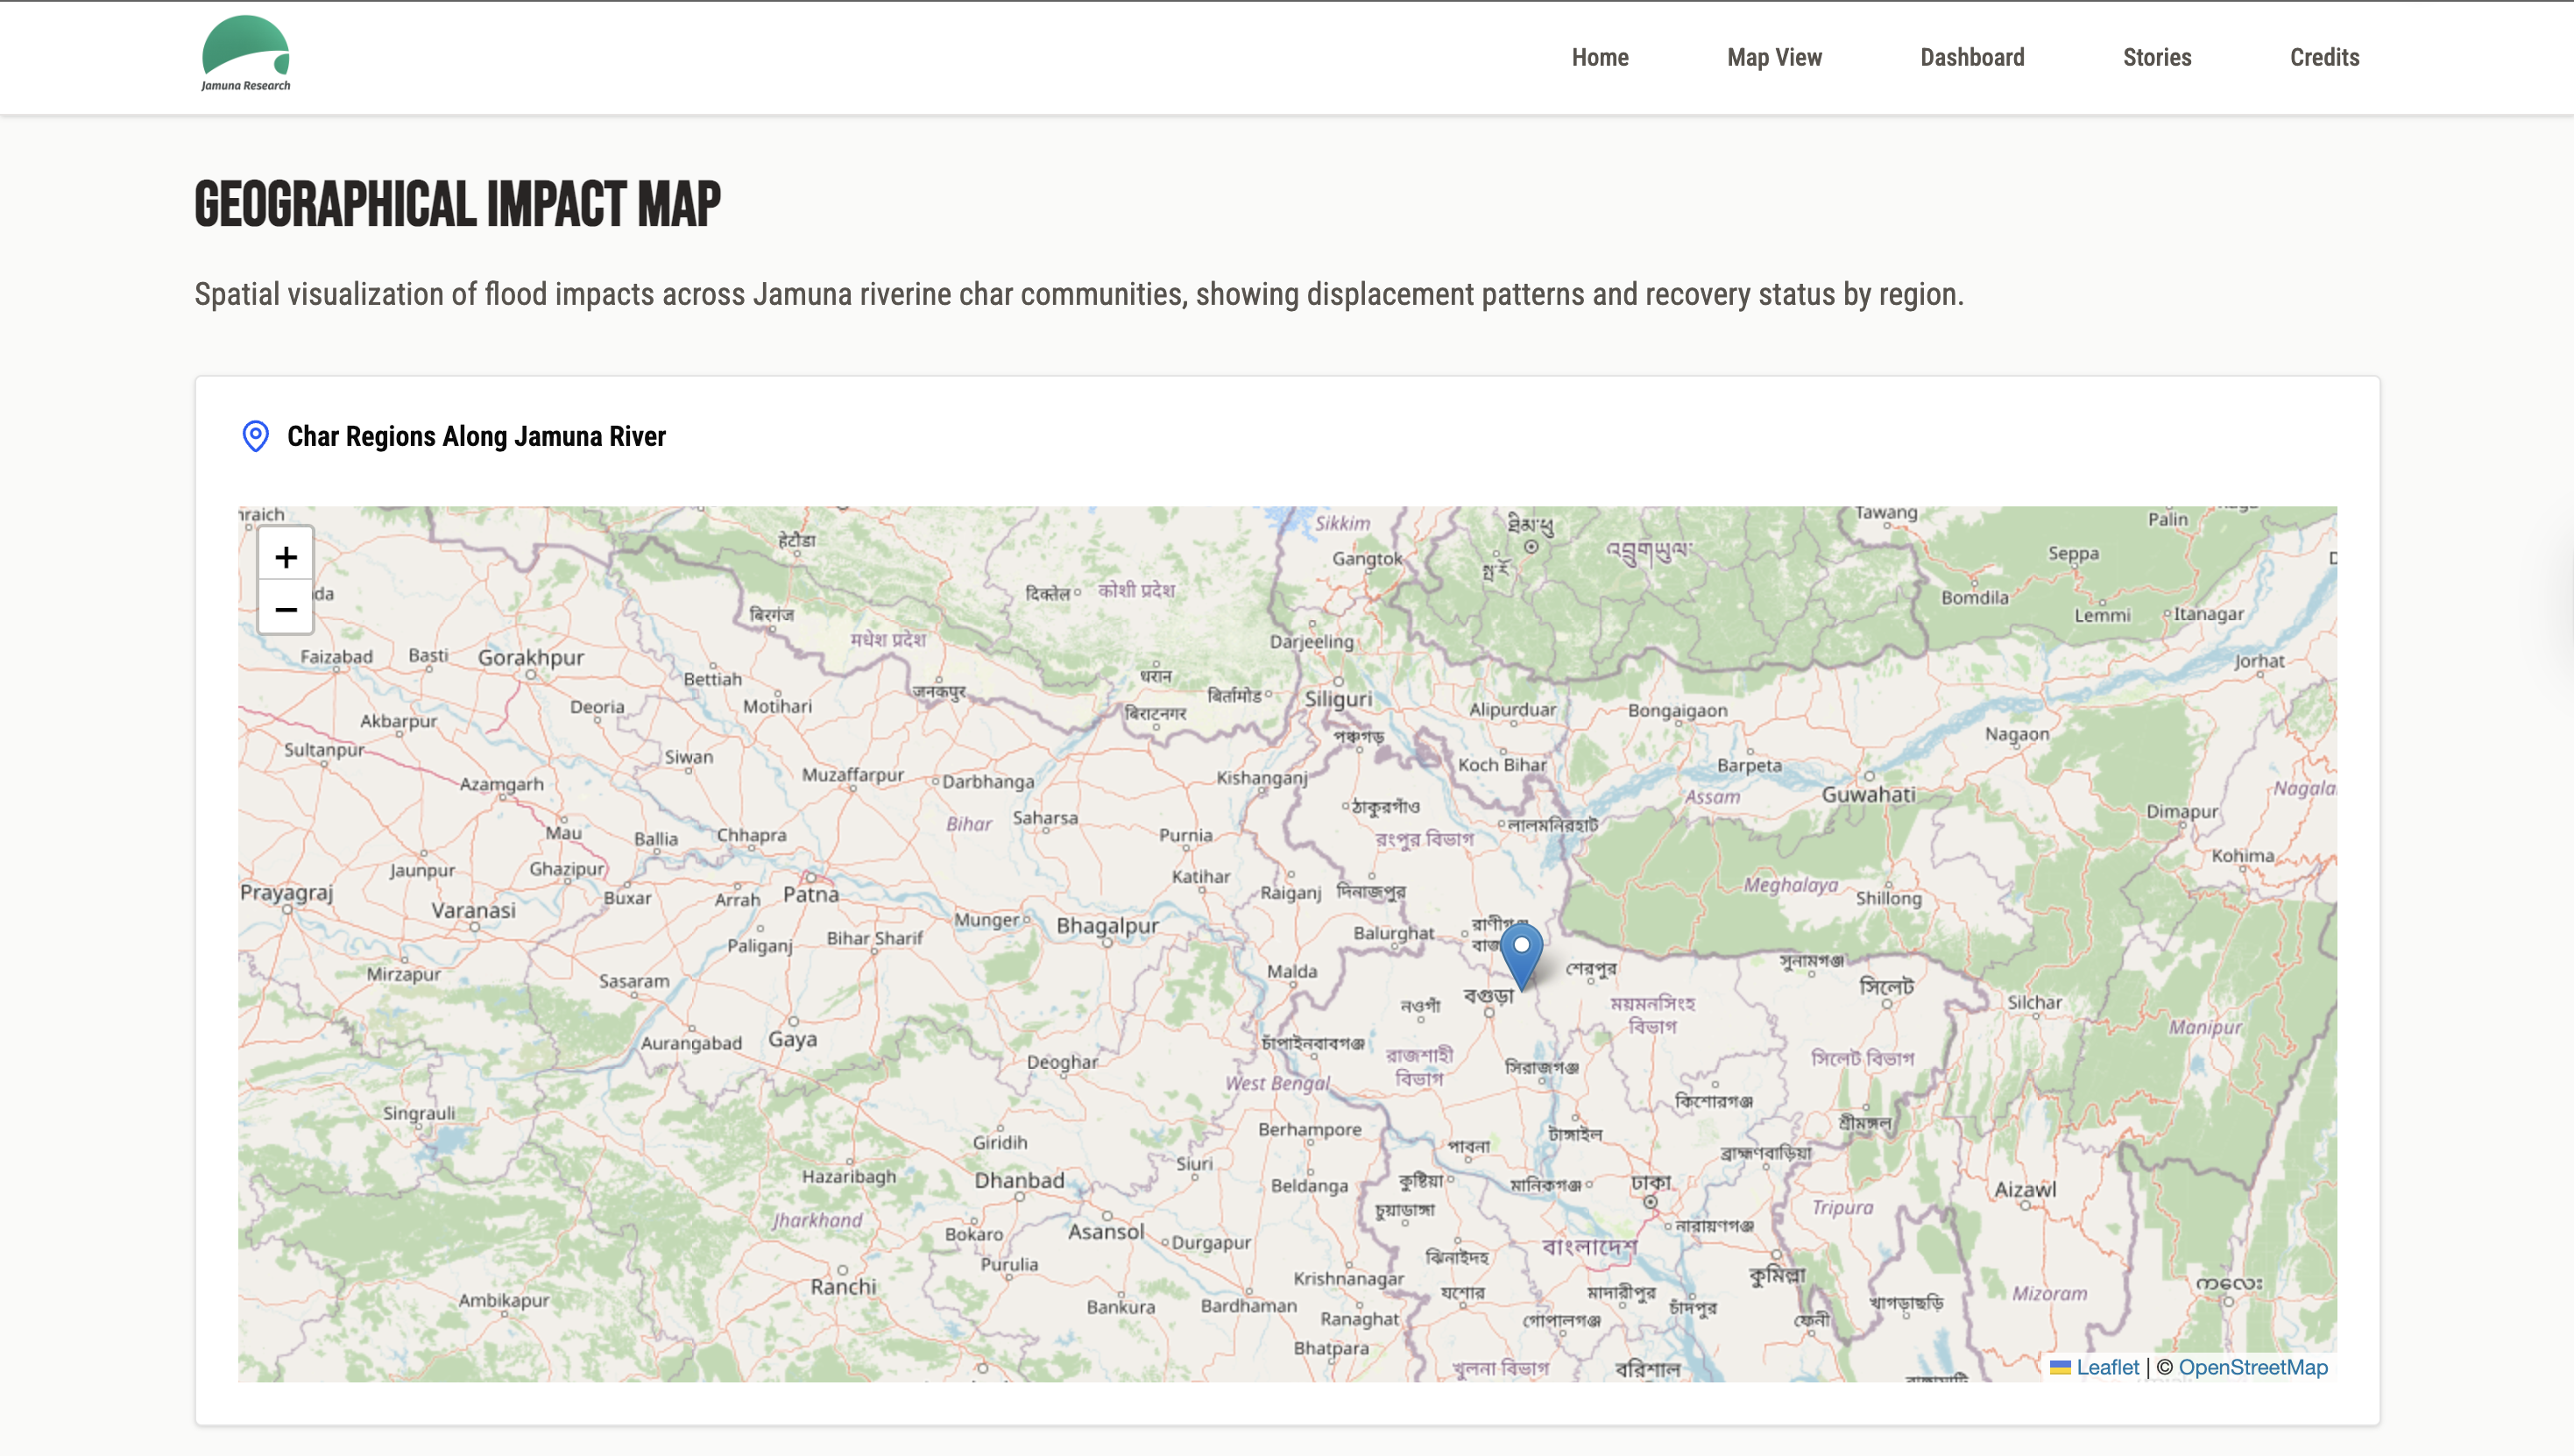 Jamuna Research
Home
Map View
Dashboard
Stories
Credits
GEOGRAPHICAL IMPACT MAP
Spatial visualization of flood impacts across Jamuna riverine char communities, showing displacement patterns and recovery status by region.
Char Regions Along Jamuna River
+
−
Sikkim
Gangtok
Tawang
Palin
हेटौडा
दिक्तेल
कोशी प्रदेश
འབྲུག་ཡུལ་
Seppa
Bomdila
Lemmi
Itanagar
बिरगंज
मधेश प्रदेश
Darjeeling
Faizabad
Basti
Gorakhpur
Bettiah
जनकपुर
धरान
बिर्तामोड
Siliguri
Jorhat
Deoria
Motihari
बिराटनगर
Alipurduar
Bongaigaon
Akbarpur
Sultanpur
Siwan
পঞ্চগড়
Nagaon
Azamgarh
Muzaffarpur
Darbhanga
Kishanganj
Koch Bihar
Barpeta
Guwahati
Assam
ঠাকুরগাঁও
Mau
Ballia
Chhapra
Bihar
Saharsa
Purnia
রংপুর বিভাগ
লালমনিরহাট
Dimapur
Jaunpur
Ghazipur
Katihar
Kohima
Prayagraj
Varanasi
Buxar
Arrah
Patna
Munger
Bhagalpur
Raiganj
দিনাজপুর
Meghalaya
Shillong
Paliganj
Bihar Sharif
Balurghat
Mirzapur
Sasaram
Malda
শেরপুর
সুনামগঞ্জ
সিলেট
নওগাঁ
বগুড়া
ময়মনসিংহ
বিভাগ
Silchar
Manipur
Aurangabad
Gaya
Deoghar
চাঁপাইনবাবগঞ্জ
রাজশাহী
বিভাগ
সিরাজগঞ্জ
সিলেট বিভাগ
West Bengal
কিশোরগঞ্জ
Singrauli
Giridih
Berhampore
পাবনা
টাঙ্গাইল
শ্রীমঙ্গল
Hazaribagh
Dhanbad
Siuri
Beldanga
কুষ্টিয়া
মানিকগঞ্জ
ঢাকা
ব্রাহ্মণবাড়িয়া
Aizawl
Jharkhand
Bokaro
Asansol
Durgapur
চুয়াডাঙ্গা
নারায়ণগঞ্জ
Tripura
Purulia
ঝিনাইদহ
বাংলাদেশ
Ranchi
Krishnanagar
যশোর
মাদারীপুর
কুমিল্লা
Mizoram
ကလေး
Ambikapur
Bankura
Bardhaman
Ranaghat
গোপালগঞ্জ
চাঁদপুর
ফেনী
খাগড়াছড়ি
Bhatpara
খুলনা বিভাগ
বরিশাল
Leaflet | © OpenStreetMap